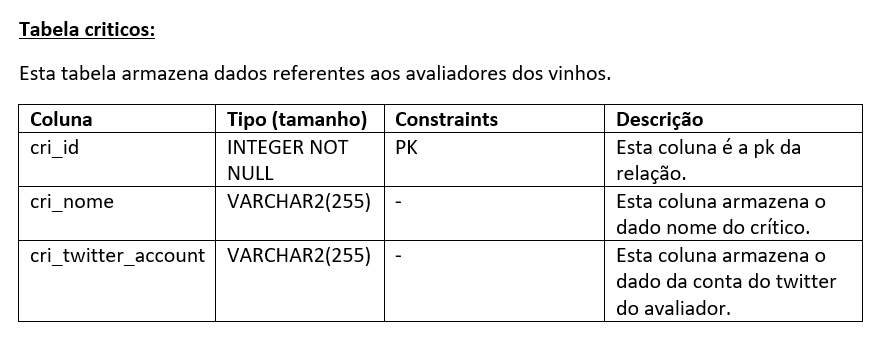 Tabela criticos:
Esta tabela armazena dados referentes aos avaliadores dos vinhos.
Coluna Tipo (tamanho) Constraints Descrição
cri_id INTEGER NOT PK Esta coluna é a pk da
NULL relação.
cri_nome VARCHAR2(255) - Esta coluna armazena o
dado nome do crítico.
cri_twitter_account VARCHAR2(255) - Esta coluna armazena o
dado da conta do twitter
do avaliador.